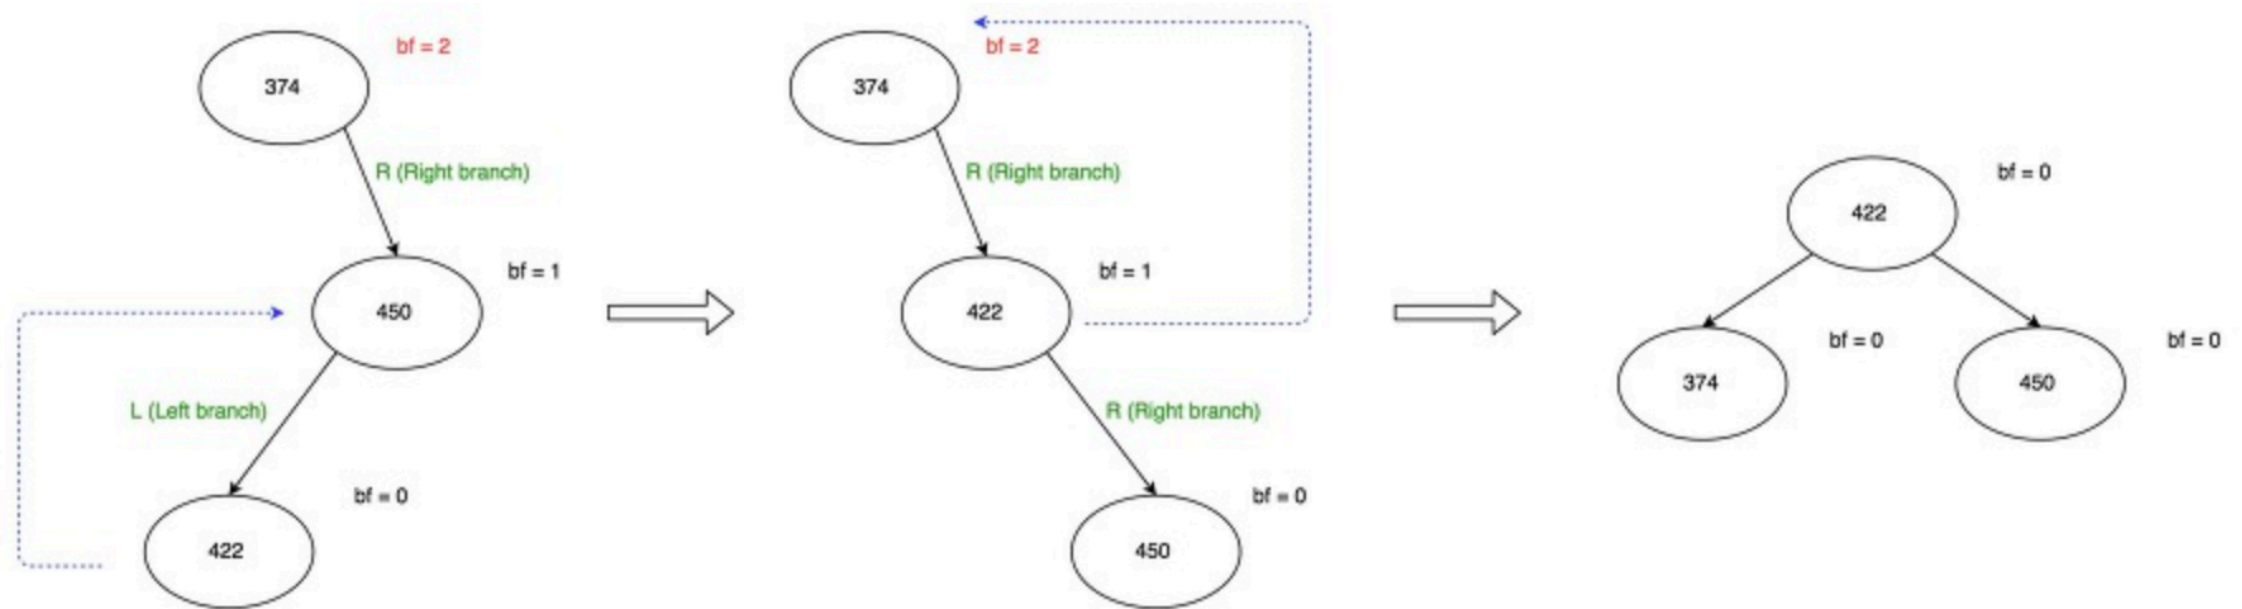 374
bf = 2
R (Right branch)
450
bf = 1
L (Left branch)
422
bf = 0
374
bf = 2
R (Right branch)
422
bf = 1
R (Right branch)
450
bf = 0
422
bf = 0
374
bf = 0
450
bf = 0